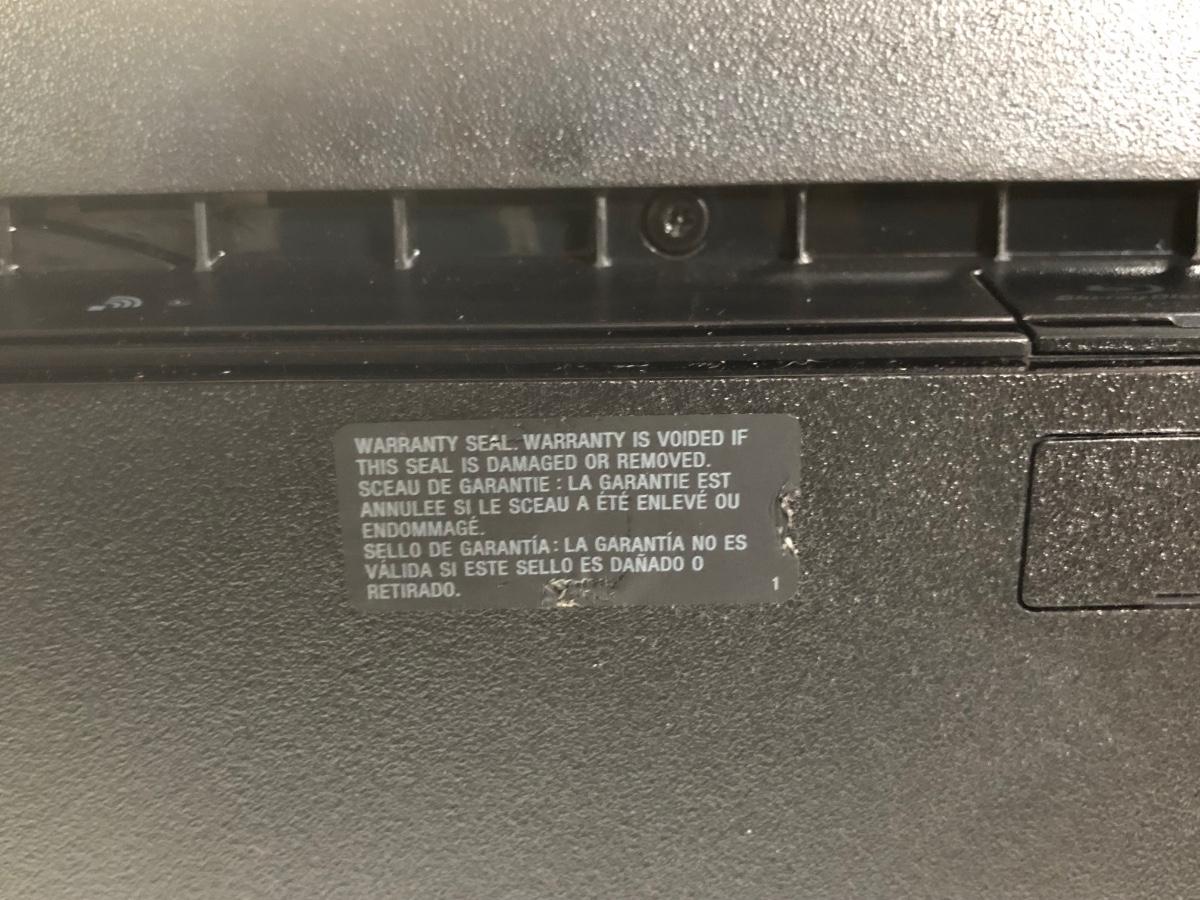 WARRANTY SEAL. WARRANTY IS VOIDED IF
THIS SEAL IS DAMAGED OR REMOVED.
SCEAU DE GARANTIE : LA GARANTIE EST
ANNULEE SI LE SCEAU A ÉTÉ ENLEVÉ OU
ENDOMMAGÉ.
SELLO DE GARANTÍA : LA GARANTÍA NO ES
VÁLIDA SI ESTE SELLO ES DAÑADO O
RETIRADO.
1